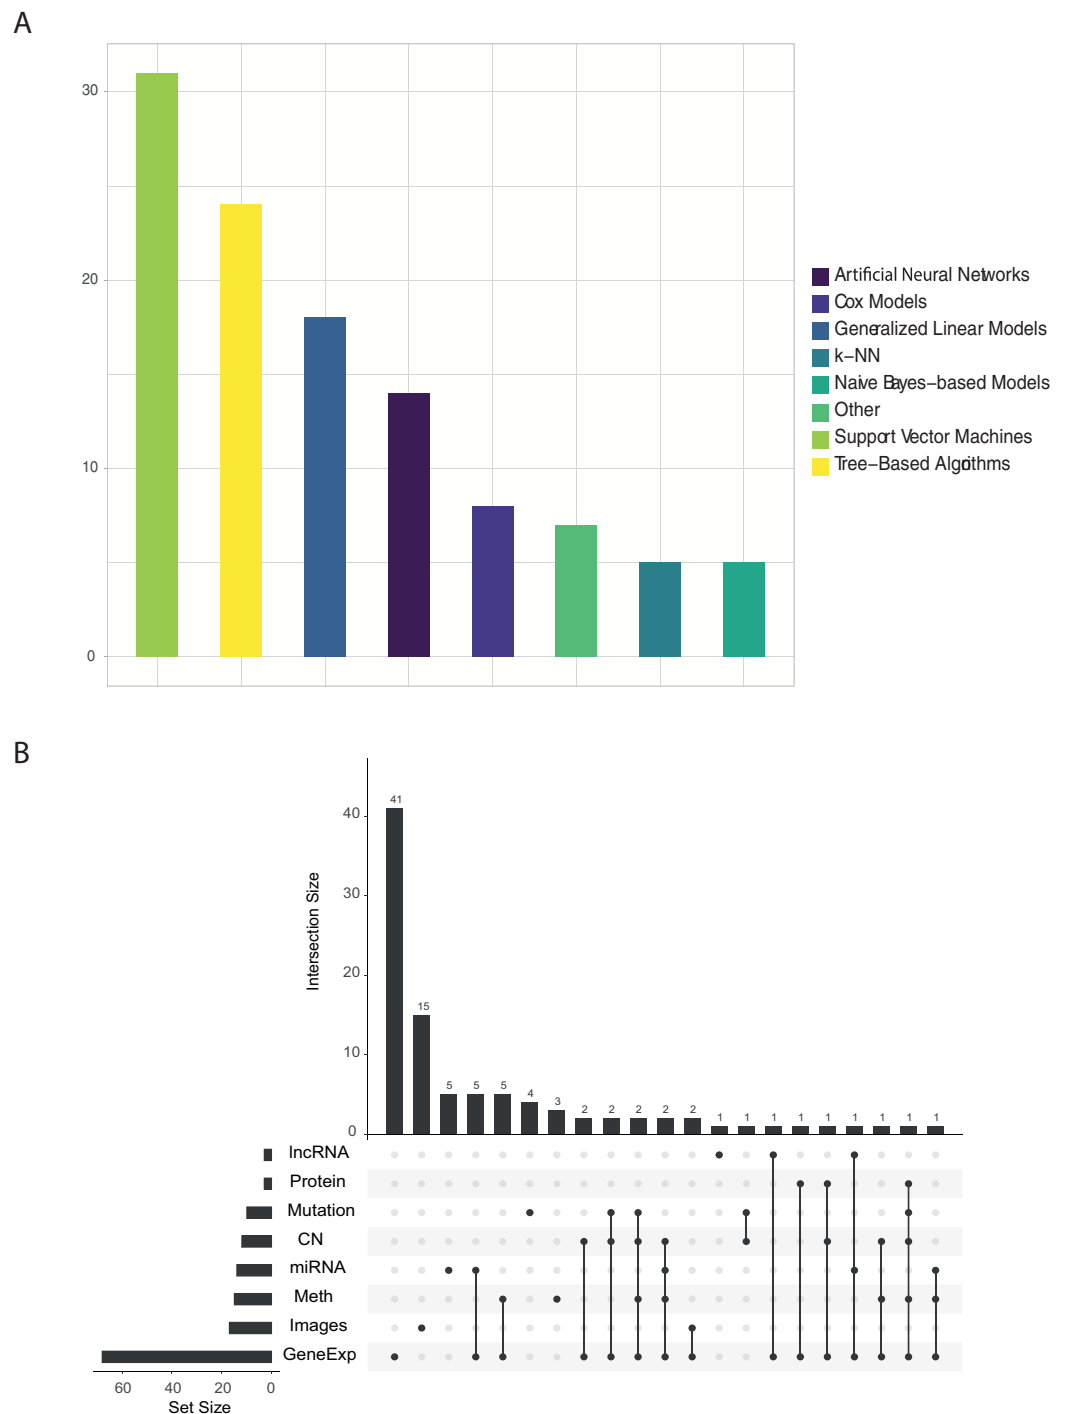 A
30
20
10
0
Artificial Neural Networks
Cox Models
Generalized Linear Models
k−NN
Naive Bayes−based Models
Other
Support Vector Machines
Tree−Based Algorithms
B
Intersection Size
40
30
20
10
0
41
15
5
5
5
4
3
2
2
2
2
2
1
1
1
1
1
1
1
1
1
lncRNA
Protein
Mutation
CN
miRNA
Meth
Images
GeneExp
60 40 20 0
Set Size